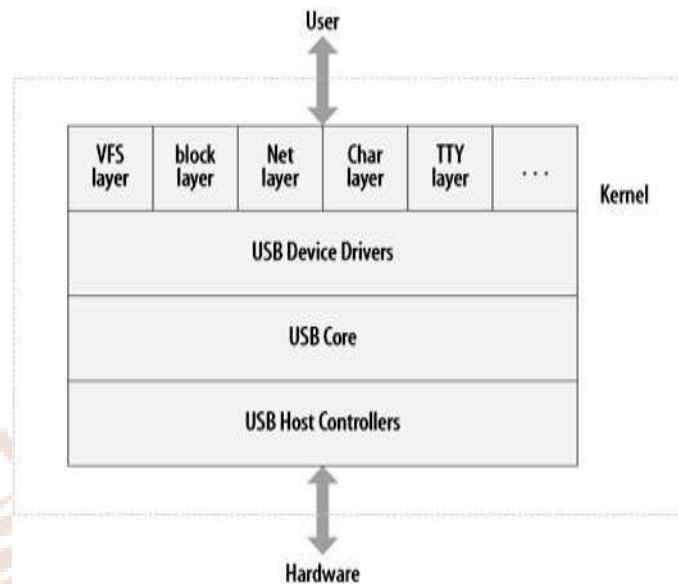 User
VFS layer
block layer
Net layer
Char layer
TTY layer
...
Kernel
USB Device Drivers
USB Core
USB Host Controllers
Hardware